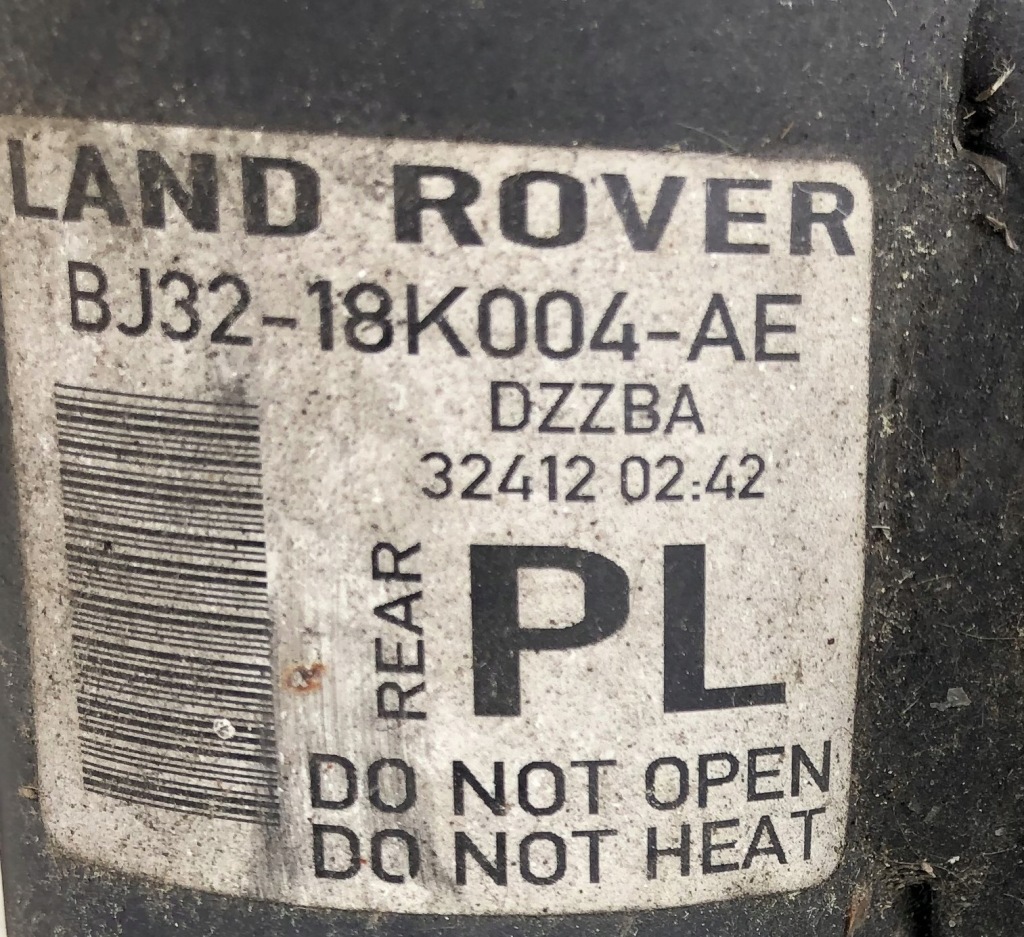 LAND ROVER
BJ32-18K004-AE
DZZBA
32412 02:42
REAR
PL
DO NOT OPEN
DO NOT HEAT